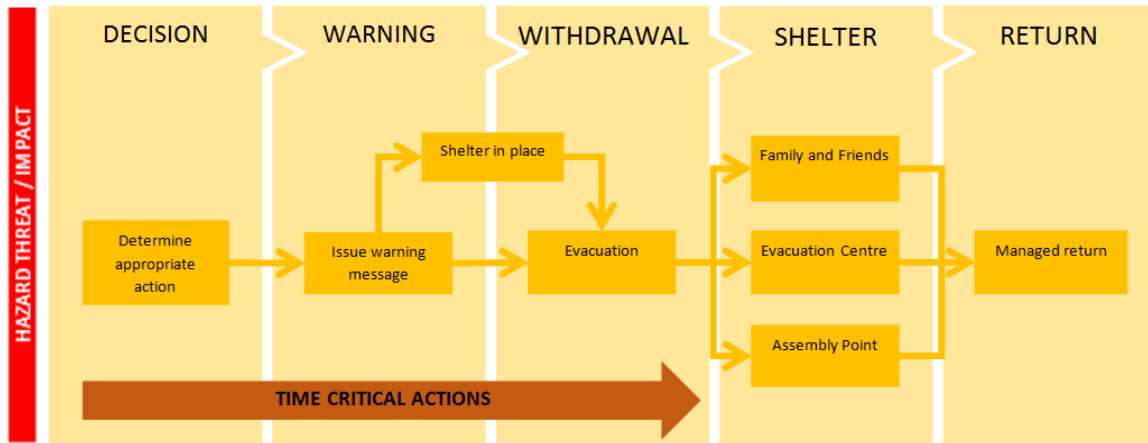 HAZARD THREAT / IMPACT
DECISION
WARNING
WITHDRAWAL
SHELTER
RETURN
Determine
appropriate
action
Issue warning
message
Shelter in place
Evacuation
Family and Friends
Evacuation Centre
Assembly Point
Managed return
TIME CRITICAL ACTIONS